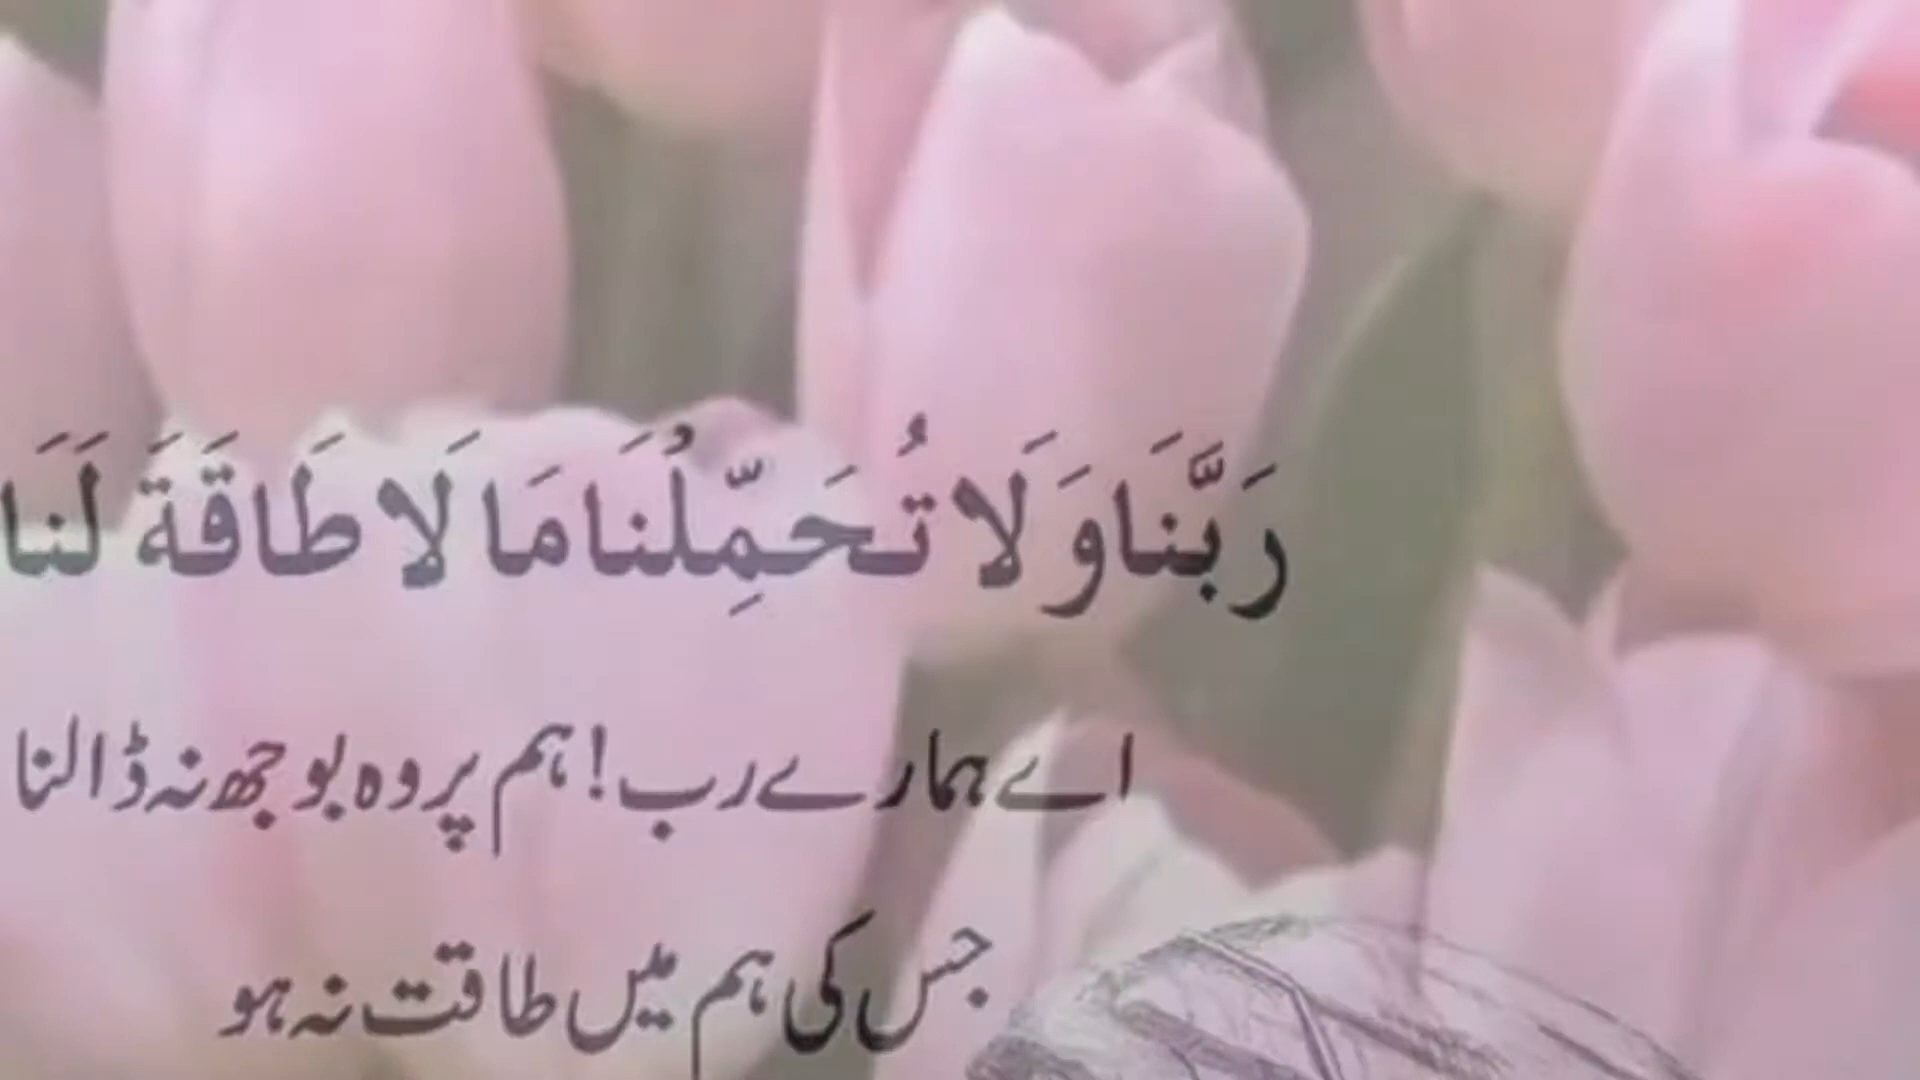 رَبَّنَا وَلَا تُحَمِّلْنَا مَا لَا طَاقَةَ لَنَا
اے ہمارے رب! ہم پر وہ بوجھ نہ ڈالنا
جس کی ہم میں طاقت نہ ہو